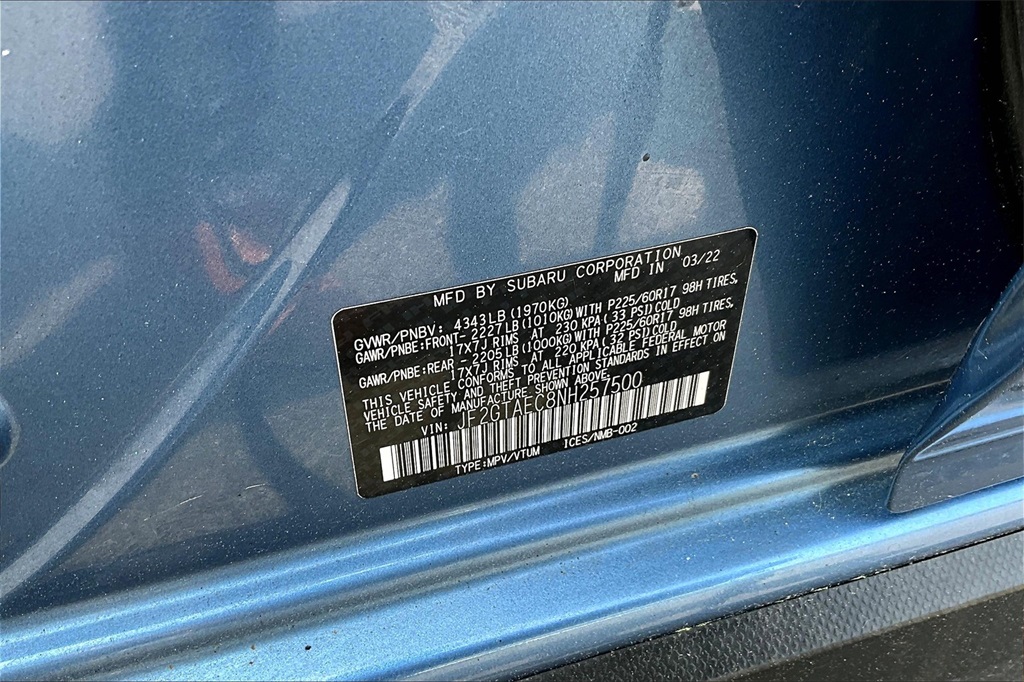 MFD BY SUBARU CORPORATION
MFD IN 03/22
GVWR/PNBV: 4343LB(1970KG)
GAWR/PNBE:FRONT-2227LB(1010KG)WITH P225/60R17 98H TIRES,
17X7J RIMS AT 230 KPA(33 PSI)COLD
GAWR/PNBE:REAR -2205LB(1000KG)WITH P225/60R17 98H TIRES,
17X7J RIMS AT 220 KPA(32 PSI)COLD
THIS VEHICLE CONFORMS TO ALL APPLICABLE FEDERAL MOTOR
VEHICLE SAFETY AND THEFT PREVENTION STANDARDS IN EFFECT ON
THE DATE OF MANUFACTURE SHOWN ABOVE.
VIN: JF2GTAEC8NH257500
TYPE:MPV/VTUM ICES/NMB-002